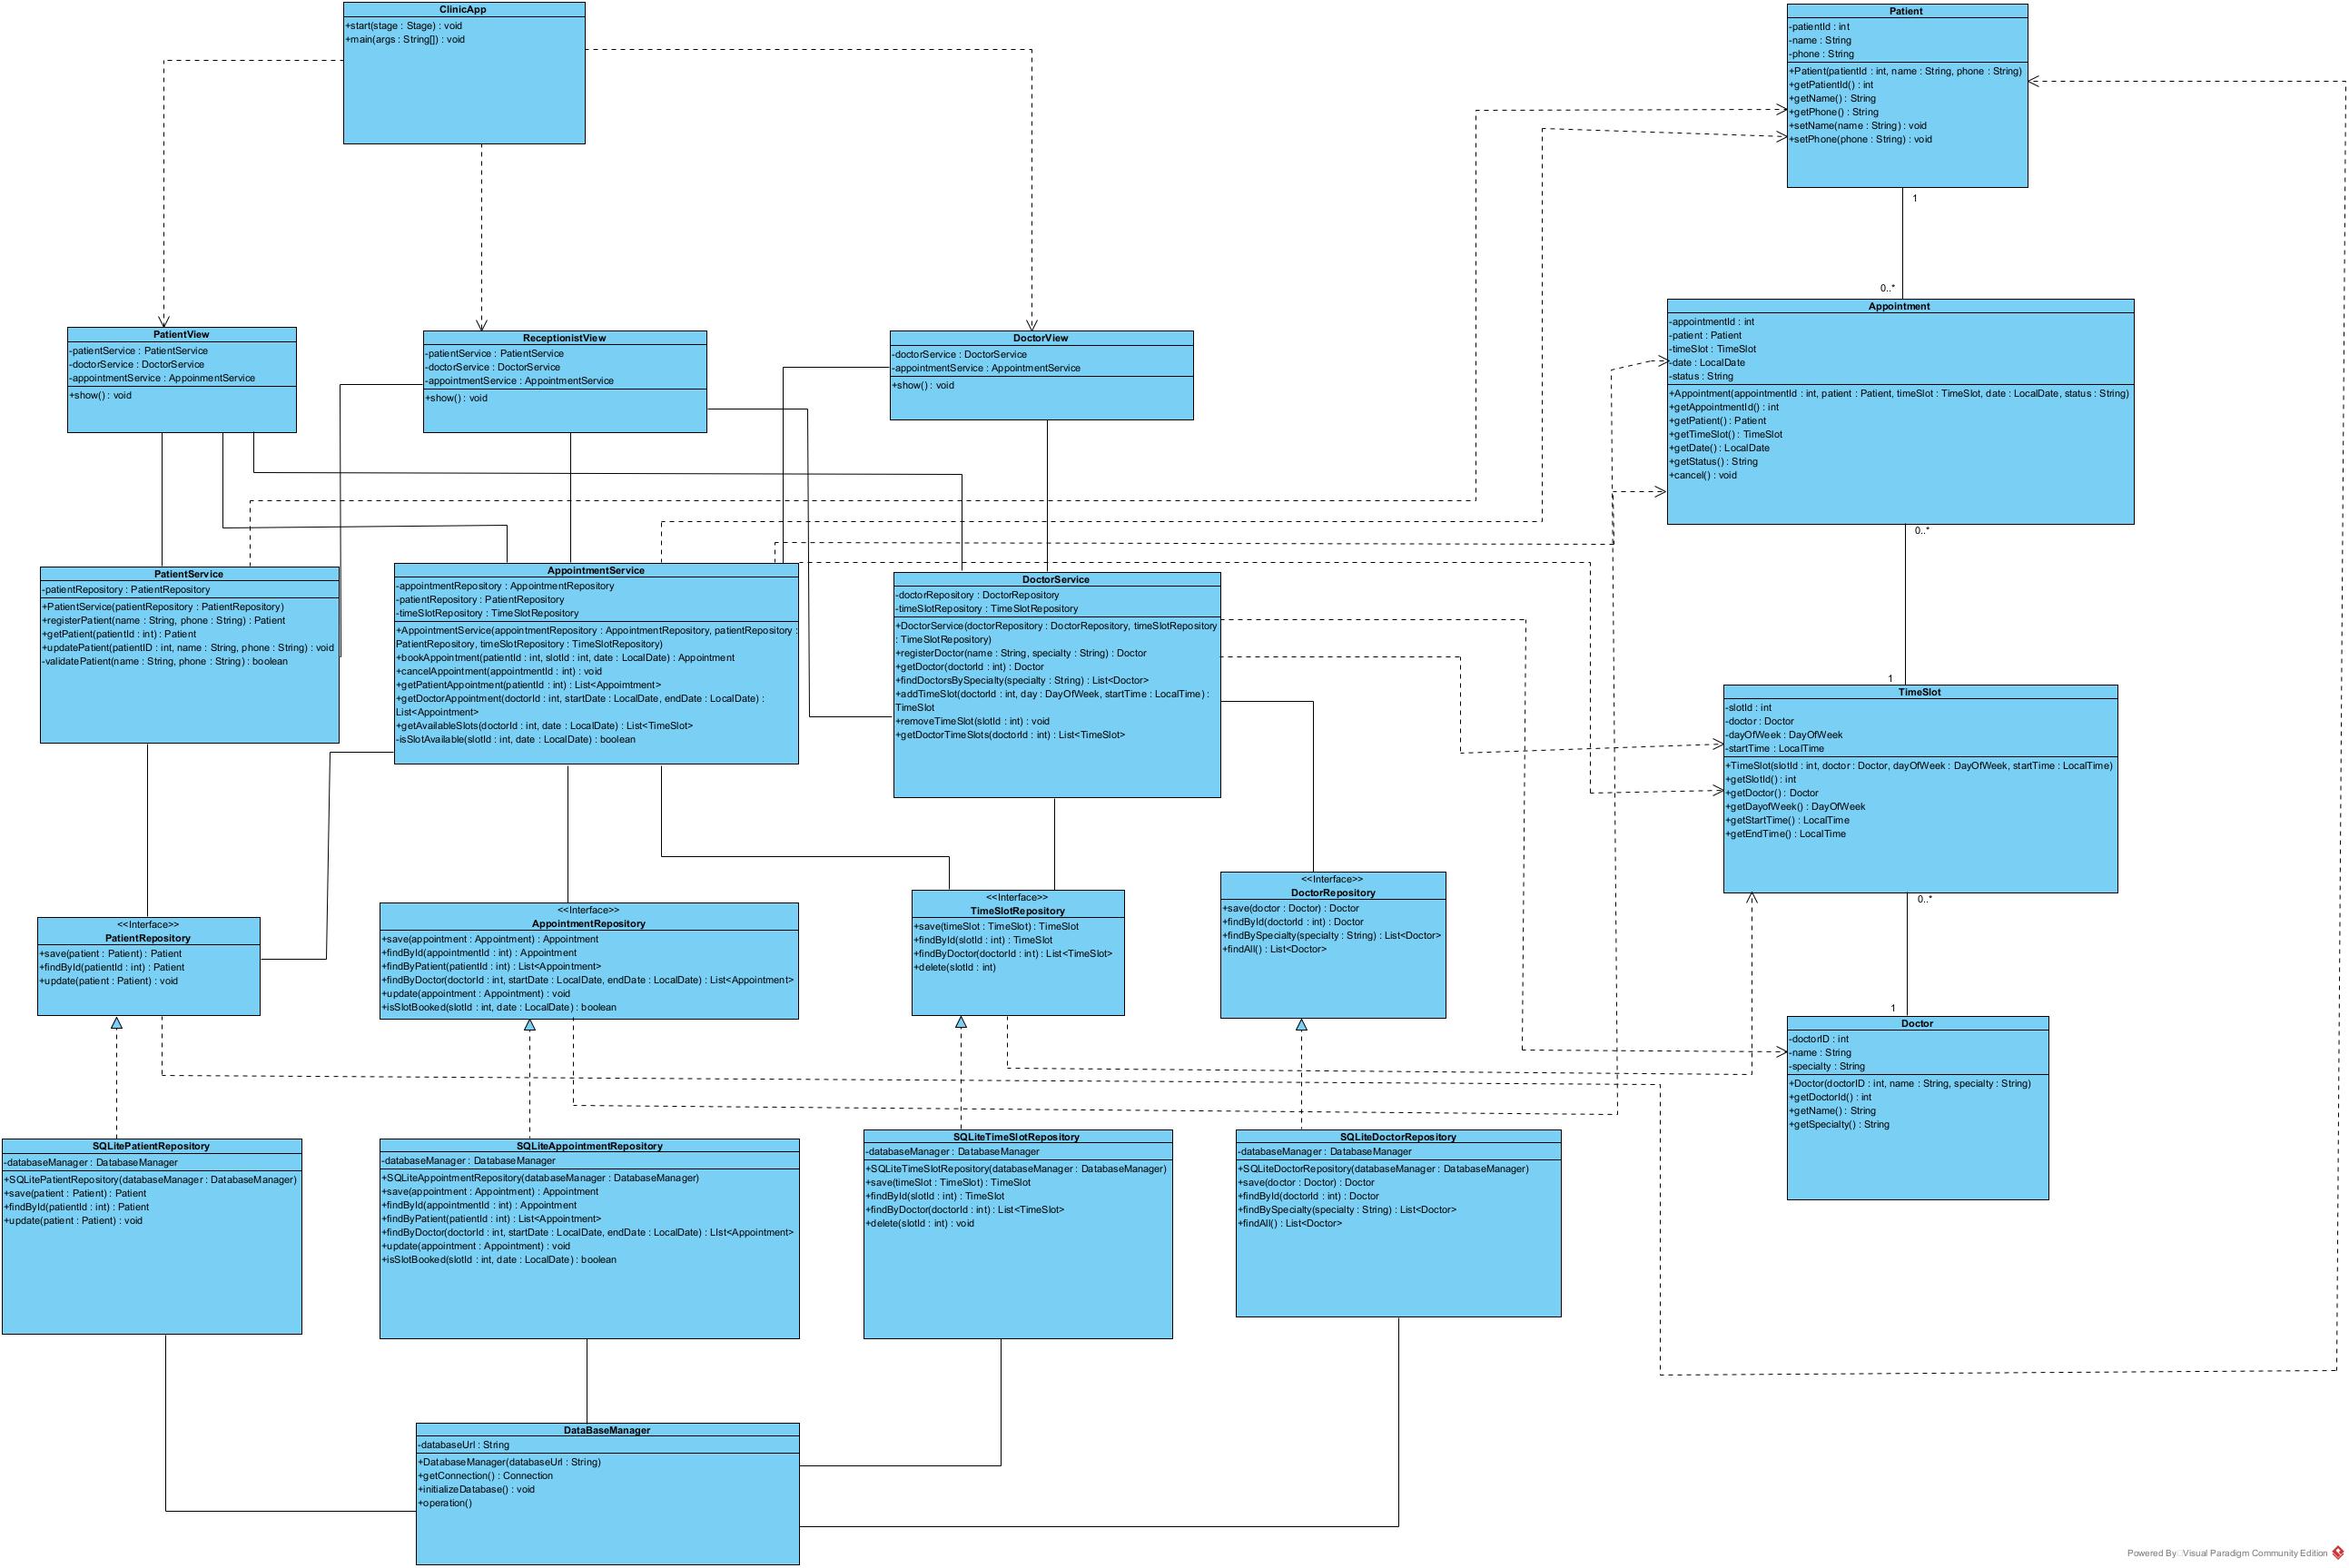 ClinicApp
+start(stage : Stage) : void
+main(args : String[]) : void
Patient
-patientId : int
-name : String
-phone : String
+Patient(patientId : int, name : String, phone : String)
+getPatientId() : int
+getName() : String
+getPhone() : String
+setName(name : String) : void
+setPhone(phone : String) : void
1
0..*
PatientView
-patientService : PatientService
-doctorService : DoctorService
-appointmentService : AppoinmentService
+show() : void
ReceptionistView
-patientService : PatientService
-doctorService : DoctorService
-appointmentService : AppointmentService
+show() : void
DoctorView
-doctorService : DoctorService
-appointmentService : AppointmentService
+show() : void
Appointment
-appointmentId : int
-patient : Patient
-timeSlot : TimeSlot
-date : LocalDate
-status : String
+Appointment(appointmentId : int, patient : Patient, timeSlot : TimeSlot, date : LocalDate, status : String)
+getAppointmentId() : int
+getPatient() : Patient
+getTimeSlot() : TimeSlot
+getDate() : LocalDate
+getStatus() : String
+cancel() : void
0..*
1
PatientService
-patientRepository : PatientRepository
+PatientService(patientRepository : PatientRepository)
+registerPatient(name : String, phone : String) : Patient
+getPatient(patientId : int) : Patient
+updatePatient(patientID : int, name : String, phone : String) : void
-validatePatient(name : String, phone : String) : boolean
AppointmentService
-appointmentRepository : AppointmentRepository
-patientRepository : PatientRepository
-timeSlotRepository : TimeSlotRepository
+AppointmentService(appointmentRepository : AppointmentRepository, patientRepository :
PatientRepository, timeSlotRepository : TimeSlotRepository)
+bookAppointment(patientId : int, slotId : int, date : LocalDate) : Appointment
+cancelAppointment(appointmentId : int) : void
+getPatientAppointment(patientId : int) : List<Appoimtment>
+getDoctorAppointment(doctorId : int, startDate : LocalDate, endDate : LocalDate) :
List<Appointment>
+getAvailableSlots(doctorId : int, date : LocalDate) : List<TimeSlot>
-isSlotAvailable(slotId : int, date : LocalDate) : boolean
DoctorService
-doctorRepository : DoctorRepository
-timeSlotRepository : TimeSlotRepository
+DoctorService(doctorRepository : DoctorRepository, timeSlotRepository
: TimeSlotRepository)
+registerDoctor(name : String, specialty : String) : Doctor
+getDoctor(doctorId : int) : Doctor
+findDoctorsBySpecialty(specialty : String) : List<Doctor>
+addTimeSlot(doctorId : int, day : DayOfWeek, startTime : LocalTime) :
TimeSlot
+removeTimeSlot(slotId : int) : void
+getDoctorTimeSlots(doctorId : int) : List<TimeSlot>
TimeSlot
-slotId : int
-doctor : Doctor
-dayOfWeek : DayOfWeek
-startTime : LocalTime
+TimeSlot(slotId : int, doctor : Doctor, dayOfWeek : DayOfWeek, startTime : LocalTime)
+getSlotId() : int
+getDoctor() : Doctor
+getDayofWeek() : DayOfWeek
+getStartTime() : LocalTime
+getEndTime() : LocalTime
0..*
1
<<Interface>>
PatientRepository
+save(patient : Patient) : Patient
+findById(patientId : int) : Patient
+update(patient : Patient) : void
<<Interface>>
AppointmentRepository
+save(appointment : Appointment) : Appointment
+findById(appointmentId : int) : Appointment
+findByPatient(patientId : int) : List<Appointment>
+findByDoctor(doctorId : int, startDate : LocalDate, endDate : LocalDate) : List<Appointment>
+update(appointment : Appointment) : void
+isSlotBooked(slotId : int, date : LocalDate) : boolean
<<Interface>>
TimeSlotRepository
+save(timeSlot : TimeSlot) : TimeSlot
+findById(slotId : int) : TimeSlot
+findByDoctor(doctorId : int) : List<TimeSlot>
+delete(slotId : int)
<<Interface>>
DoctorRepository
+save(doctor : Doctor) : Doctor
+findById(doctorId : int) : Doctor
+findBySpecialty(specialty : String) : List<Doctor>
+findAll() : List<Doctor>
Doctor
-doctorID : int
-name : String
-specialty : String
+Doctor(doctorID : int, name : String, specialty : String)
+getDoctorId() : int
+getName() : String
+getSpecialty() : String
SQLitePatientRepository
-databaseManager : DatabaseManager
+SQLitePatientRepository(databaseManager : DatabaseManager)
+save(patient : Patient) : Patient
+findById(patientId : int) : Patient
+update(patient : Patient) : void
SQLiteAppointmentRepository
-databaseManager : DatabaseManager
+SQLiteAppointmentRepository(databaseManager : DatabaseManager)
+save(appointment : Appointment) : Appointment
+findById(appointmentId : int) : Appointment
+findByPatient(patientId : int) : List<Appointment>
+findByDoctor(doctorId : int, startDate : LocalDate, endDate : LocalDate) : LIst<Appointment>
+update(appointment : Appointment) : void
+isSlotBooked(slotId : int, date : LocalDate) : boolean
SQLiteTimeSlotRepository
-databaseManager : DatabaseManager
+SQLiteTimeSlotRepository(databaseManager : DatabaseManager)
+save(timeSlot : TimeSlot) : TimeSlot
+findById(slotId : int) : TimeSlot
+findByDoctor(doctorId : int) : List<TimeSlot>
+delete(slotId : int) : void
SQLiteDoctorRepository
-databaseManager : DatabaseManager
+SQLiteDoctorRepository(databaseManager : DatabaseManager)
+save(doctor : Doctor) : Doctor
+findById(doctorId : int) : Doctor
+findBySpecialty(specialty : String) : List<Doctor>
+findAll() : List<Doctor>
DataBaseManager
-databaseUrl : String
+DatabaseManager(databaseUrl : String)
+getConnection() : Connection
+initializeDatabase() : void
+operation()
Powered By Visual Paradigm Community Edition